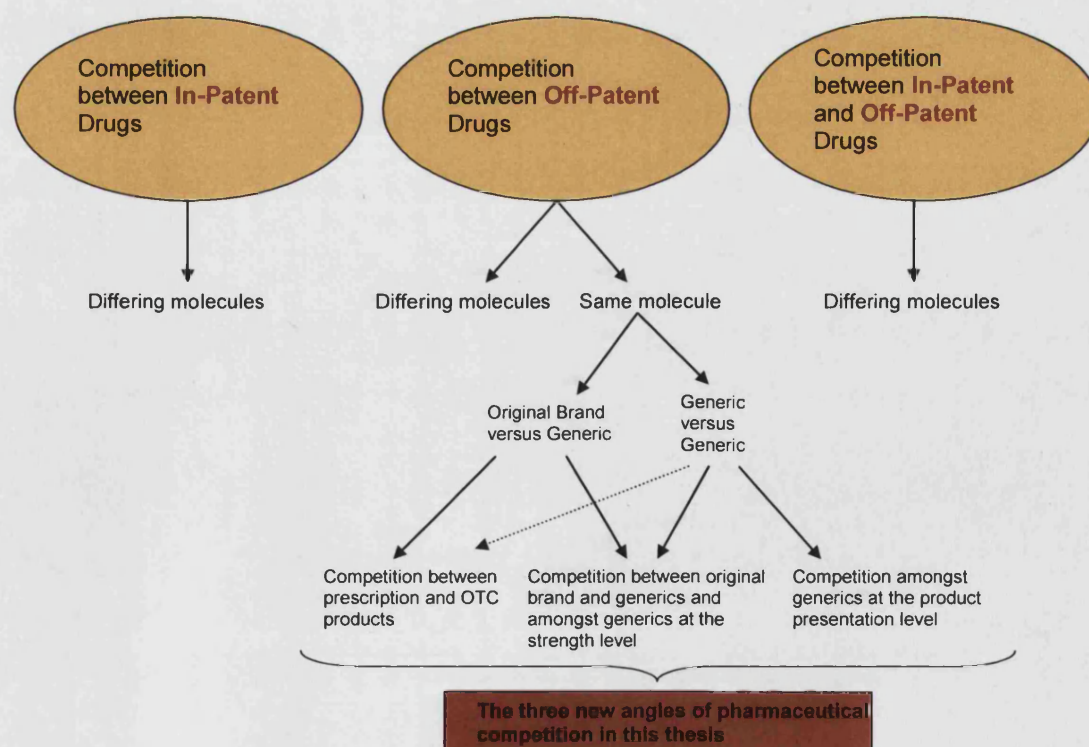 Competition
between In-Patent
Drugs
Competition
between Off-Patent
Drugs
Competition
between In-Patent
and Off-Patent
Drugs
Differing molecules
Differing molecules
Same molecule
Differing molecules
Original Brand
versus Generic
Generic
versus
Generic
Competition between
prescription and OTC
products
Competition between original
brand and generics and
amongst generics at the
strength level
Competition amongst
generics at the product
presentation level
The three new angles of pharmaceutical
competition in this thesis